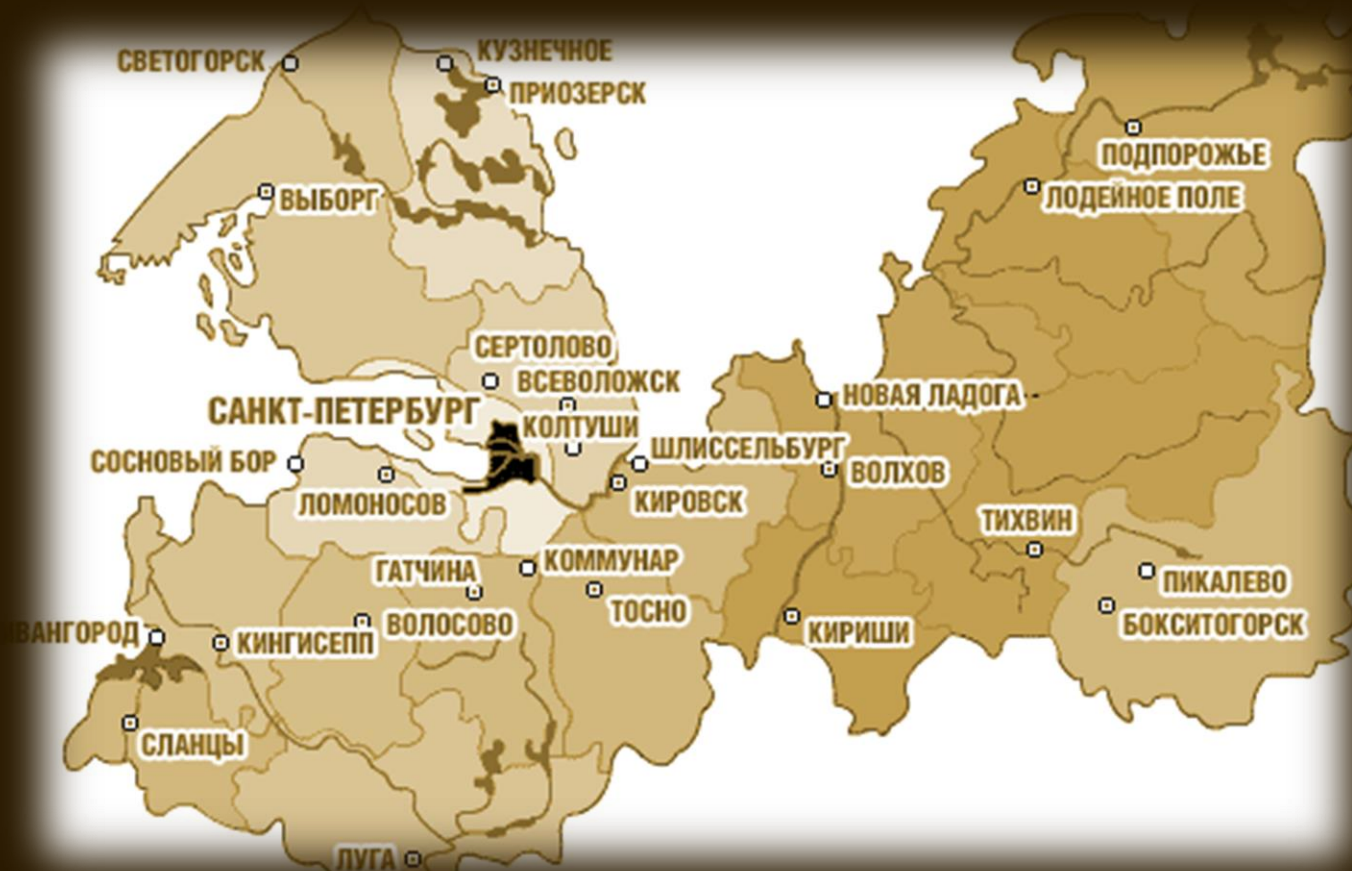 СВЕТОГОРСК
КУЗНЕЧНОЕ
ПРИОЗЕРСК
ПОДПОРОЖЬЕ
ВЫБОРГ
ЛОДЕЙНОЕ ПОЛЕ
СЕРТОЛОВО
ВСЕВОЛОЖСК
НОВАЯ ЛАДОГА
САНКТ-ПЕТЕРБУРГ
КОЛТУШИ
ШЛИССЕЛЬБУРГ
СОСНОВЫЙ БОР
ВОЛХОВ
ЛОМОНОСОВ
КИРОВСК
ТИХВИН
КОММУНАР
ГАТЧИНА
ПИКАЛЕВО
ТОСНО
ВОЛОСОВО
БОКСИТОГОРСК
КИРИШИ
ИВАНГОРОД
КИНГИСЕПП
СЛАНЦЫ
ЛУГА